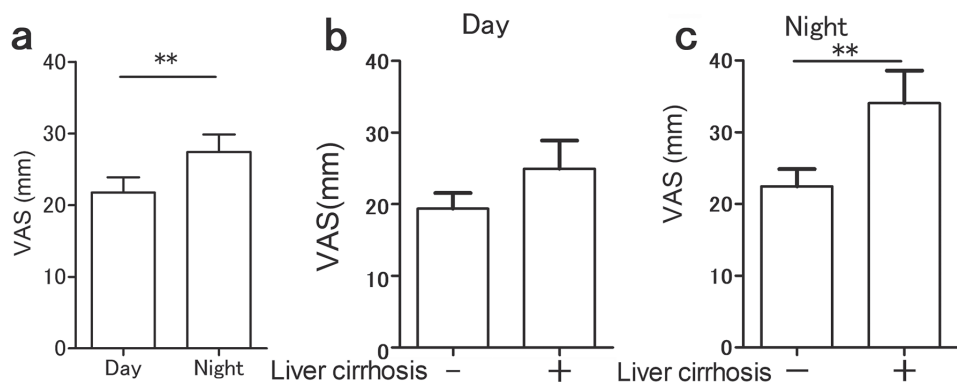 a
**
VAS (mm)
40
30
20
10
0
Day Night
b
Day
VAS(mm)
40
30
20
10
0
Liver cirrhosis − +
c
Night
**
VAS (mm)
40
30
20
10
0
Liver cirrhosis − +